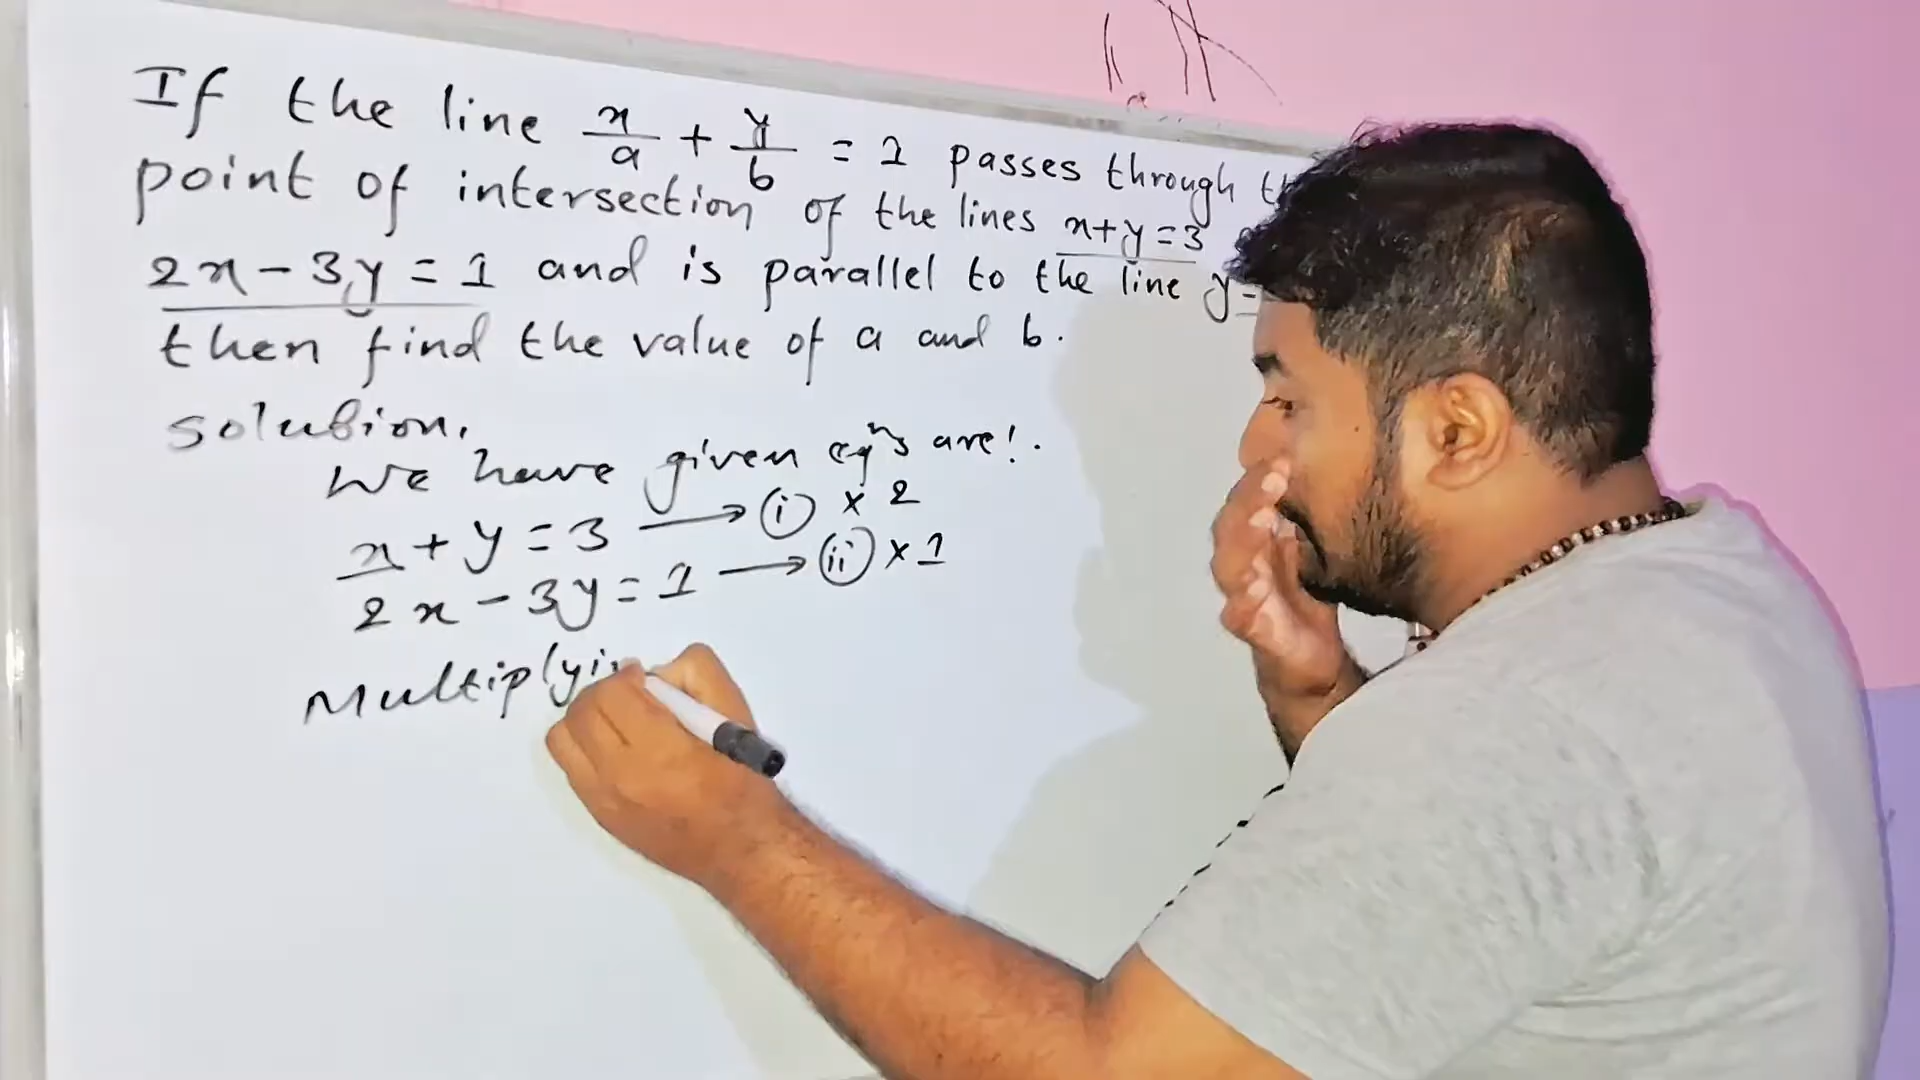 If the line x/a + y/b = 1 passes through
point of intersection of the lines x+y=3
2x-3y=1 and is parallel to the line y=
then find the value of a and b.
solution.
We have given eqns are!.
x+y=3 → (i) × 2
2x-3y=1 → (ii) × 1
Multiplyi